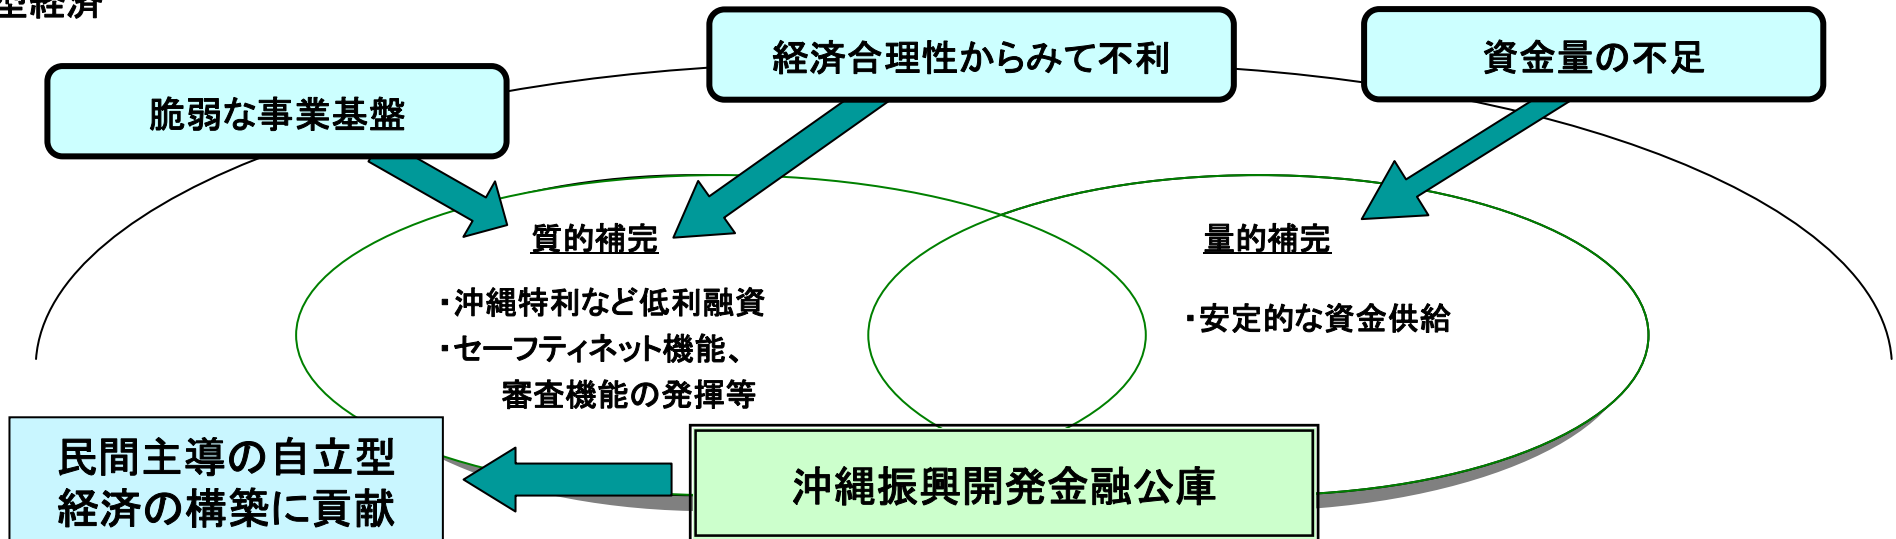 型経済
経済合理性からみて不利
資金量の不足
脆弱な事業基盤
質的補完
量的補完
・沖縄特利など低利融資
・セーフティネット機能、
審査機能の発揮等
・安定的な資金供給
民間主導の自立型
経済の構築に貢献
沖縄振興開発金融公庫